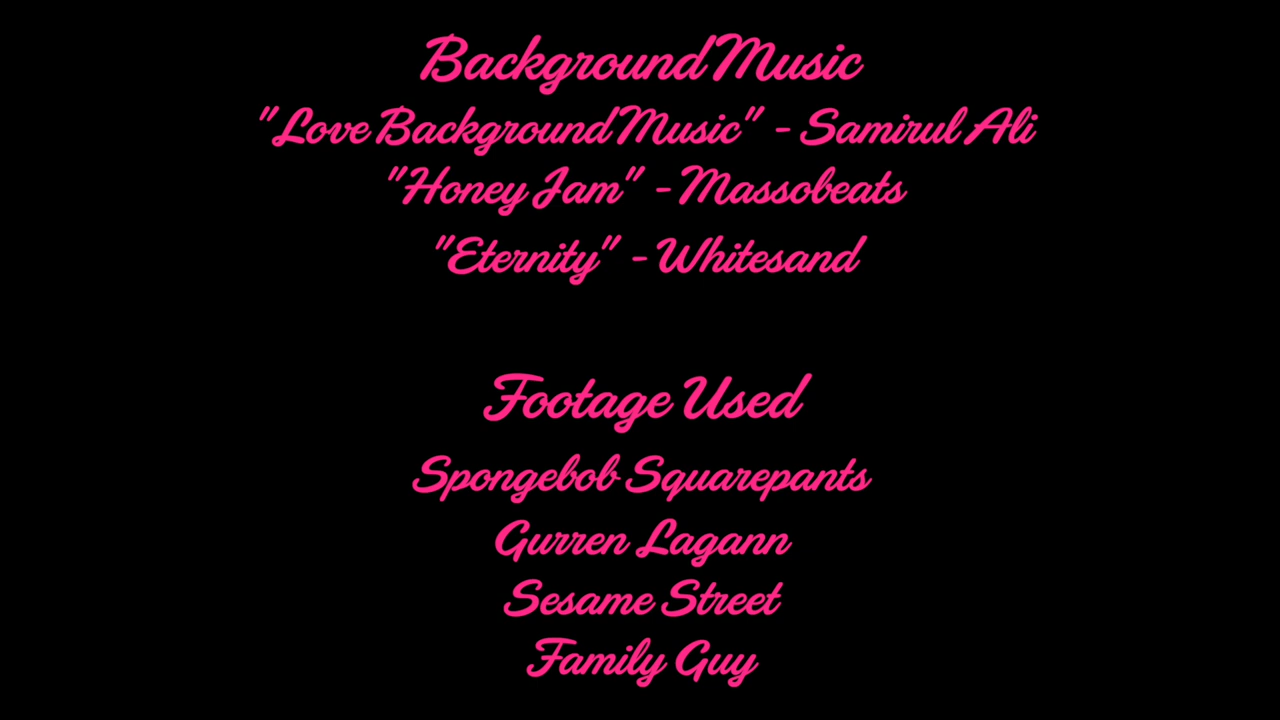 Background Music
"Love Background Music" - Samirul Ali
"Honey Jam" - Massobeats
"Eternity" - Whitesand
Footage Used
Spongebob Squarepants
Gurren Lagann
Sesame Street
Family Guy